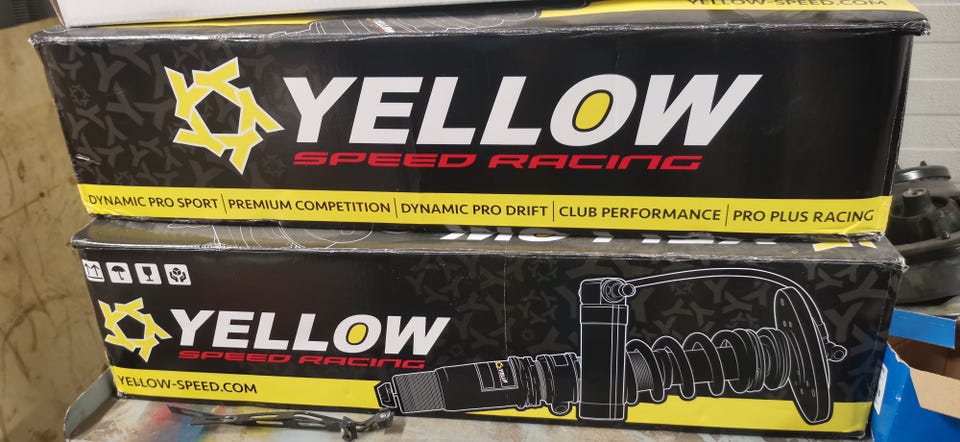 YELLOW-SPEED.COM
YELLOW
SPEED RACING
DYNAMIC PRO SPORT | PREMIUM COMPETITION | DYNAMIC PRO DRIFT | CLUB PERFORMANCE | PRO PLUS RACING
YELLOW
SPEED RACING
YELLOW-SPEED.COM